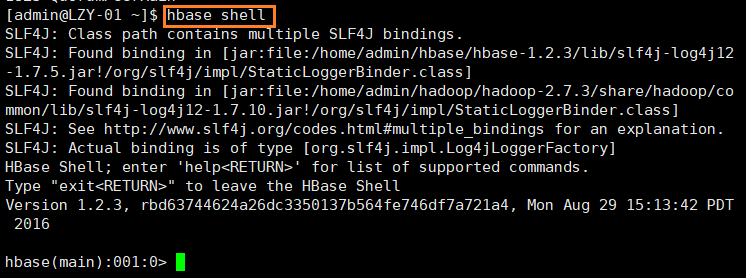 [admin@LZY-01 ~]$ hbase shell
SLF4J: Class path contains multiple SLF4J bindings.
SLF4J: Found binding in [jar:file:/home/admin/hbase/hbase-1.2.3/lib/slf4j-log4j12
-1.7.5.jar!/org/slf4j/impl/StaticLoggerBinder.class]
SLF4J: Found binding in [jar:file:/home/admin/hadoop/hadoop-2.7.3/share/hadoop/co
mmon/lib/slf4j-log4j12-1.7.10.jar!/org/slf4j/impl/StaticLoggerBinder.class]
SLF4J: See http://www.slf4j.org/codes.html#multiple_bindings for an explanation.
SLF4J: Actual binding is of type [org.slf4j.impl.Log4jLoggerFactory]
HBase Shell; enter 'help<RETURN>' for list of supported commands.
Type "exit<RETURN>" to leave the HBase Shell
Version 1.2.3, rbd63744624a26dc3350137b564fe746df7a721a4, Mon Aug 29 15:13:42 PDT
2016
hbase(main):001:0>